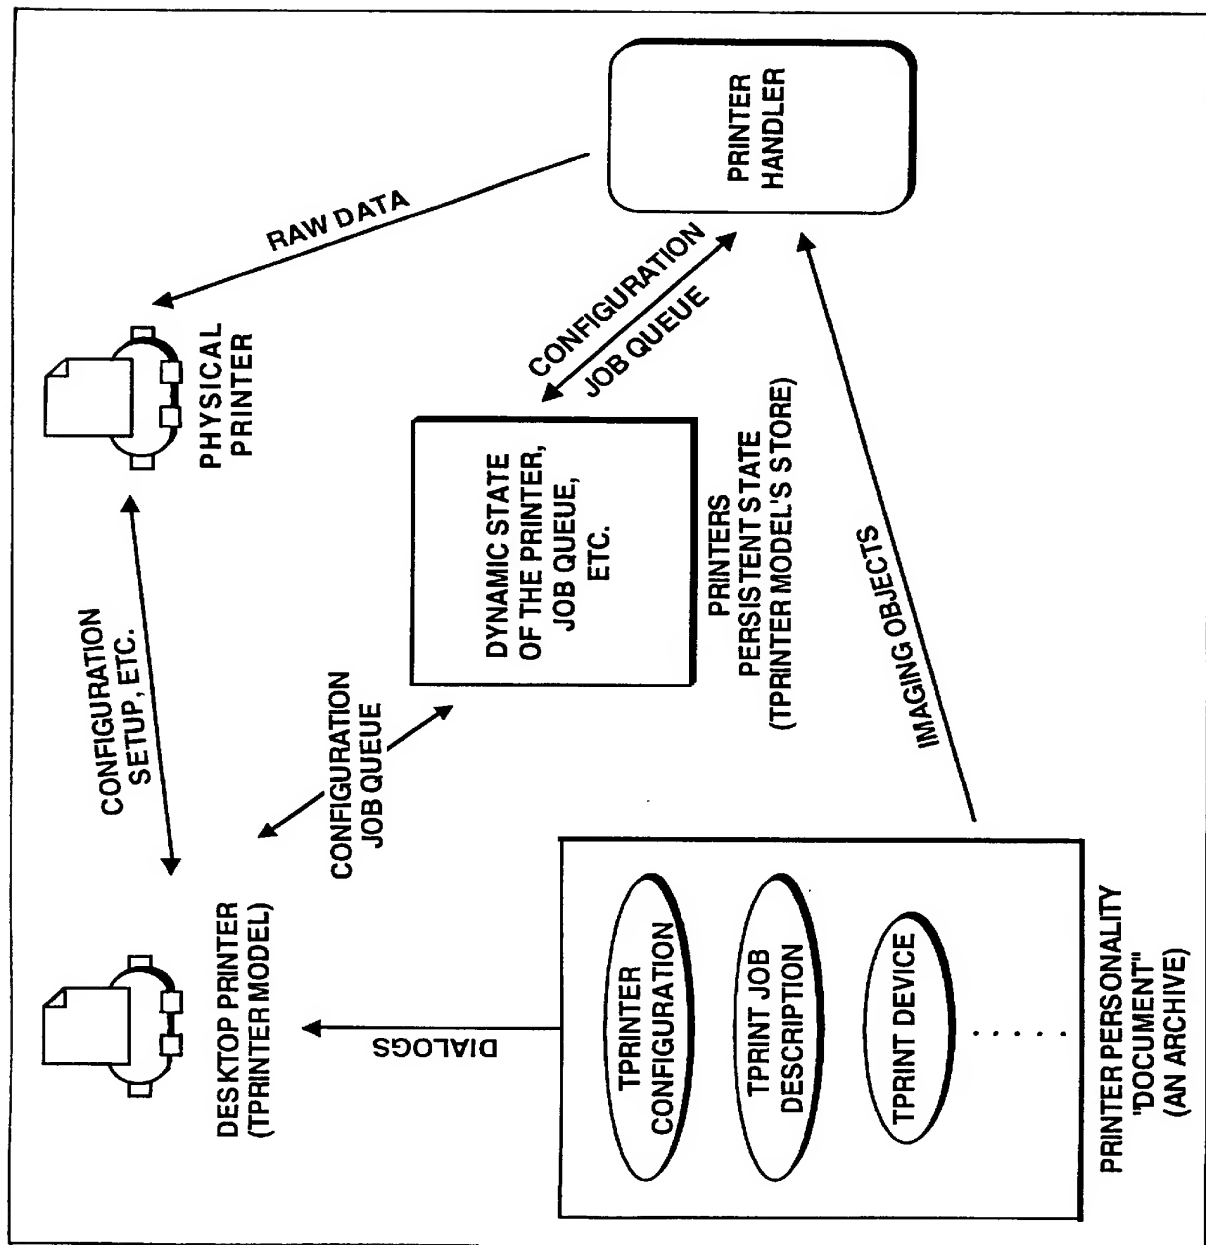 DESKTOP PRINTER
(TPRINTER MODEL)
CONFIGURATION
SETUP, ETC.
PHYSICAL
PRINTER
DIALOGS
CONFIGURATION
JOB QUEUE
RAW DATA
TPRINTER
CONFIGURATION
TPRINT JOB
DESCRIPTION
TPRINT DEVICE
PRINTER PERSONALITY
"DOCUMENT"
(AN ARCHIVE)
DYNAMIC STATE
OF THE PRINTER,
JOB QUEUE,
ETC.
PRINTERS
PERSISTENT STATE
(TPRINTER MODEL'S STORE)
CONFIGURATION
JOB QUEUE
IMAGING OBJECTS
PRINTER
HANDLER